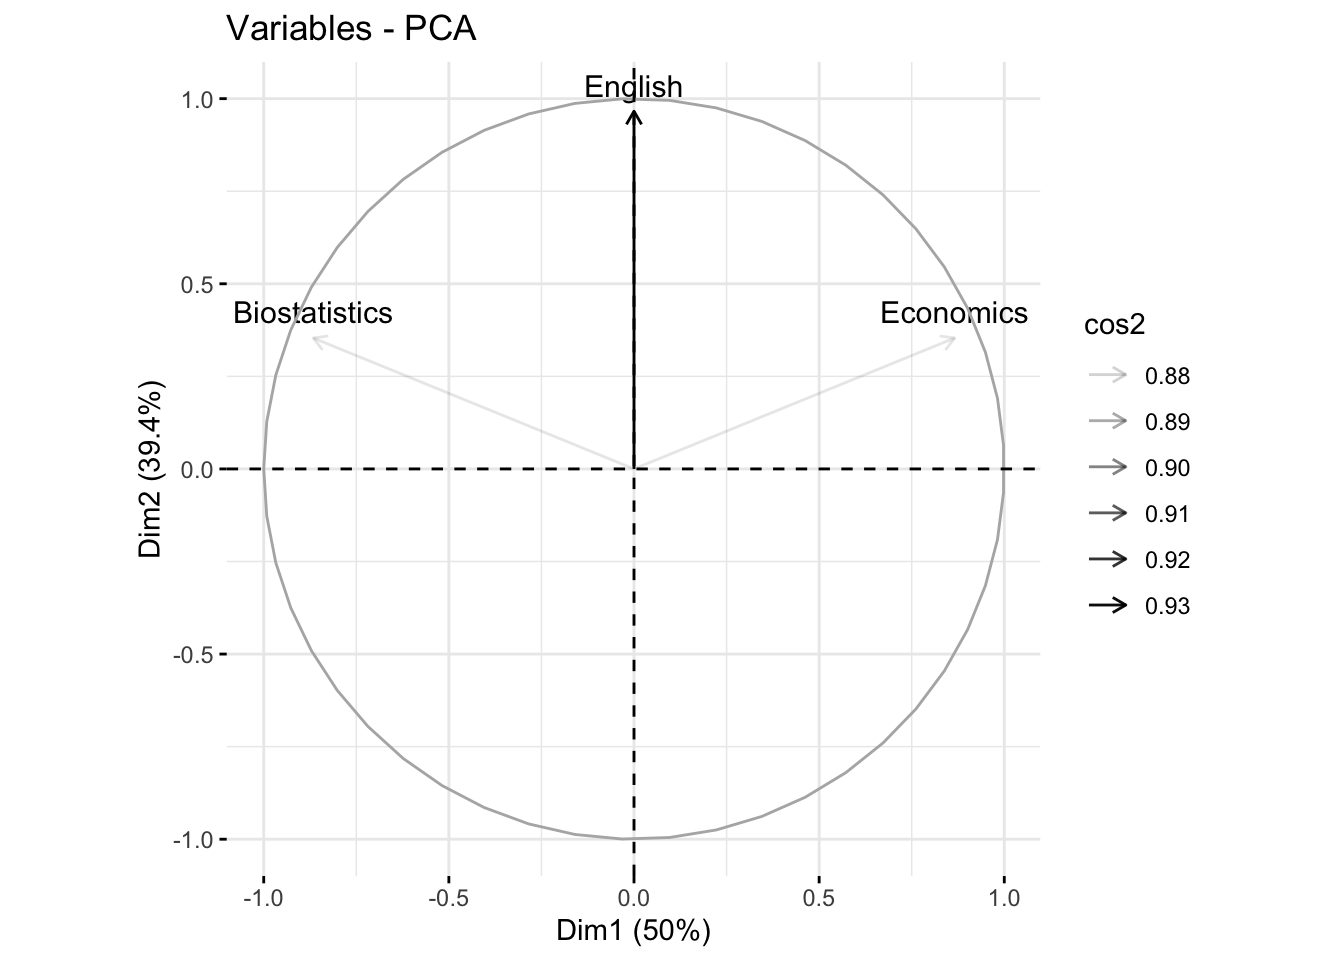 Variables - PCA
English
Biostatistics
Economics
1.0
0.5
0.0
-0.5
-1.0
Dim2 (39.4%)
-1.0
-0.5
0.0
0.5
1.0
Dim1 (50%)
cos2
0.88
0.89
0.90
0.91
0.92
0.93